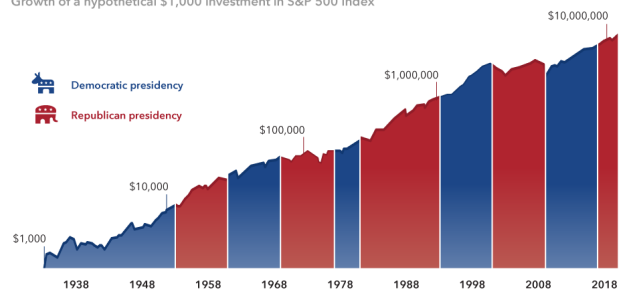 Growth of a hypothetical $1,000 investment in S&P 500 Index
$10,000,000
Democratic presidency
$1,000,000
Republican presidency
$100,000
$10,000
$1,000
1938 1948 1958 1968 1978 1988 1998 2008 2018